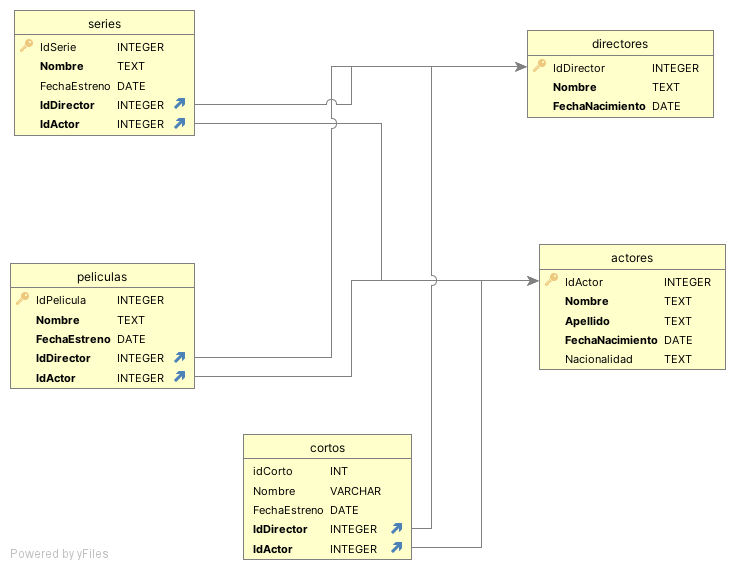 series
IdSerie INTEGER
Nombre TEXT
FechaEstreno DATE
IdDirector INTEGER
IdActor INTEGER
directores
IdDirector INTEGER
Nombre TEXT
FechaNacimiento DATE
peliculas
IdPelicula INTEGER
Nombre TEXT
FechaEstreno DATE
IdDirector INTEGER
IdActor INTEGER
actores
IdActor INTEGER
Nombre TEXT
Apellido TEXT
FechaNacimiento DATE
Nacionalidad TEXT
cortos
idCorto INT
Nombre VARCHAR
FechaEstreno DATE
IdDirector INTEGER
IdActor INTEGER
Powered by yFiles